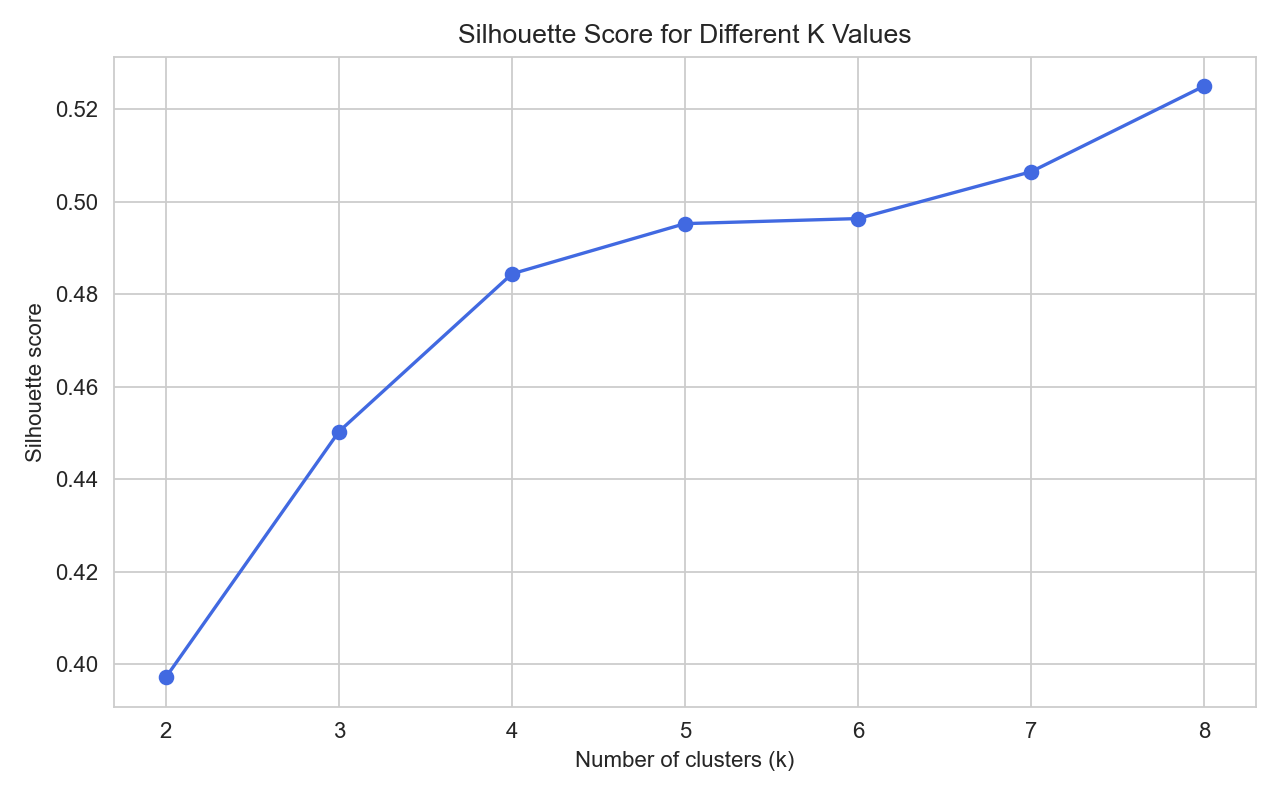 Silhouette Score for Different K Values
Silhouette score
0.52
0.50
0.48
0.46
0.44
0.42
0.40
2 3 4 5 6 7 8
Number of clusters (k)